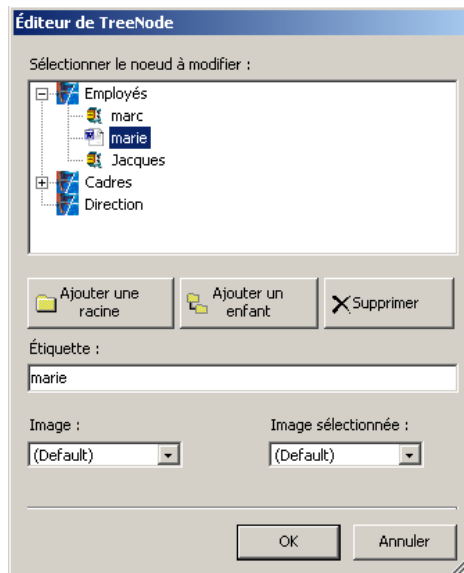 Éditeur de TreeNode
Sélectionner le noeud à modifier :
Employés
marc
marie
Jacques
Cadres
Direction
Ajouter une
racine
Ajouter un
enfant
Supprimer
Étiquette :
marie
Image :
Image sélectionnée :
(Default)
(Default)
OK
Annuler